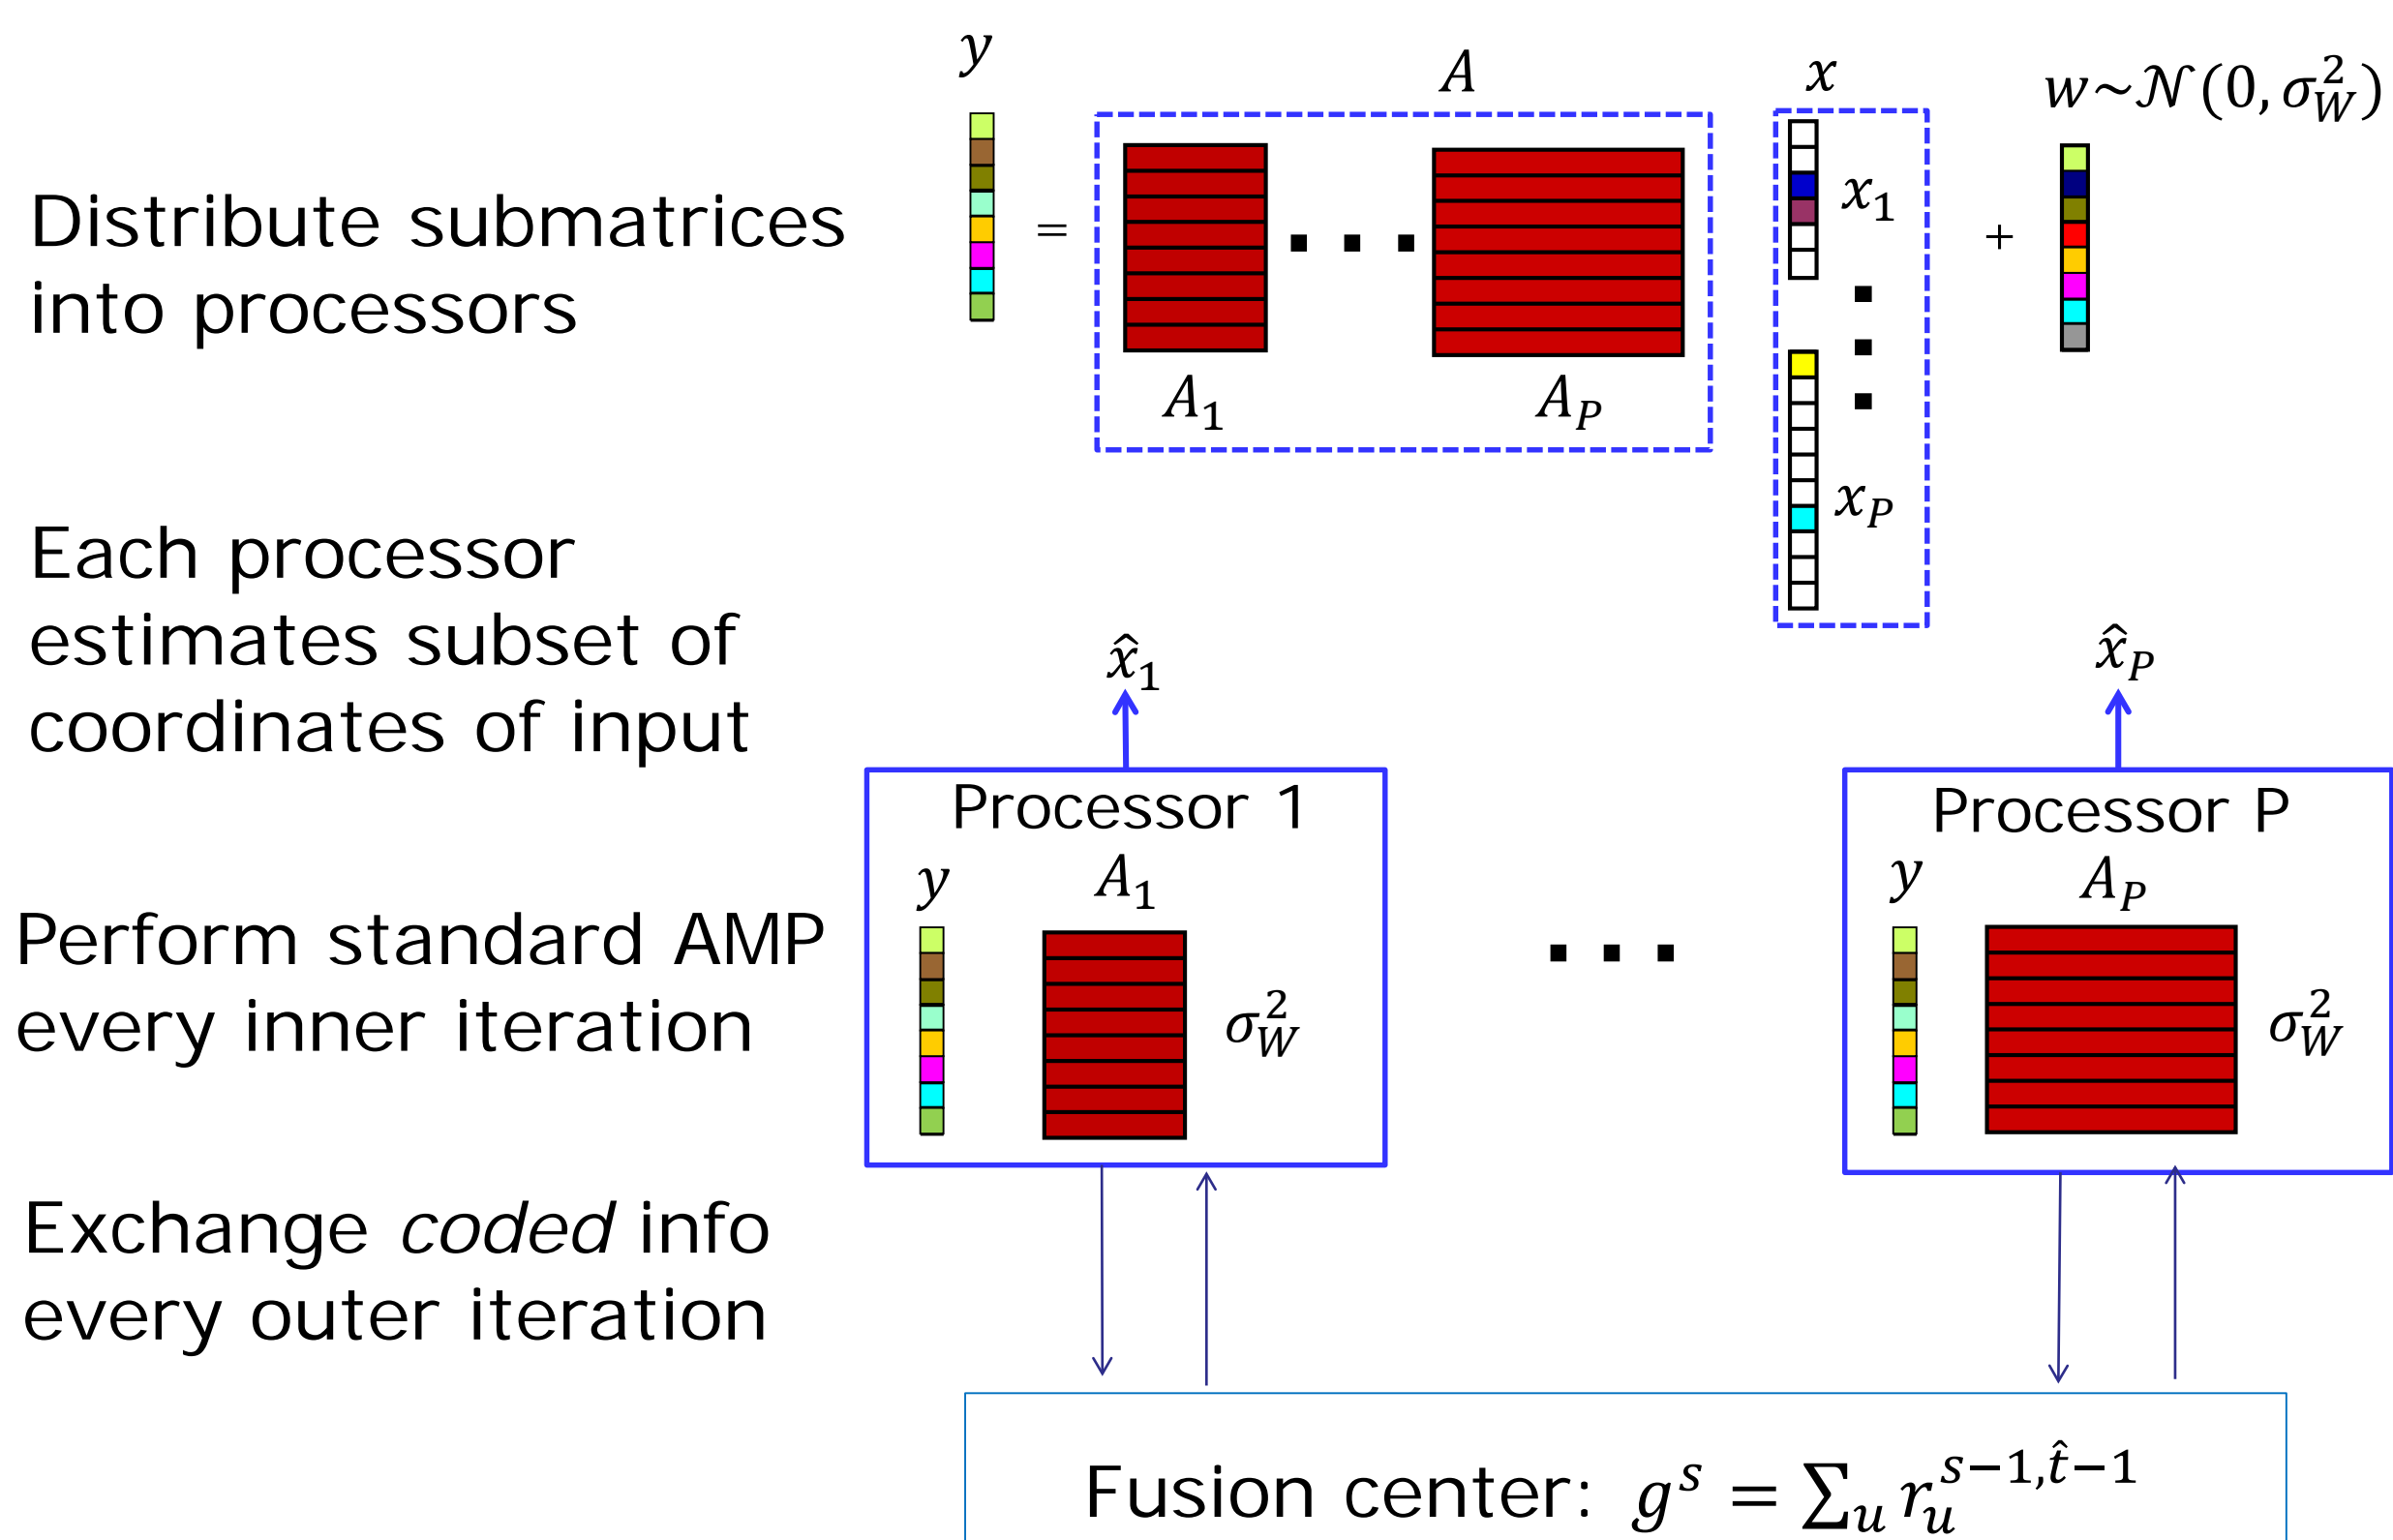 y
A
x
w~𝒩(0, σ_W^2)
Distribute submatrices
into processors
=
x_1
+
A_1
A_P
x_P
Each processor
estimates subset of
coordinates of input
x̂_1
x̂_P
Processor 1
y
A_1
σ_W^2
Processor P
y
A_P
σ_W^2
Perform standard AMP
every inner iteration
Exchange coded info
every outer iteration
Fusion center: g^s = ∑_u r_u^{s−1,t̂−1}